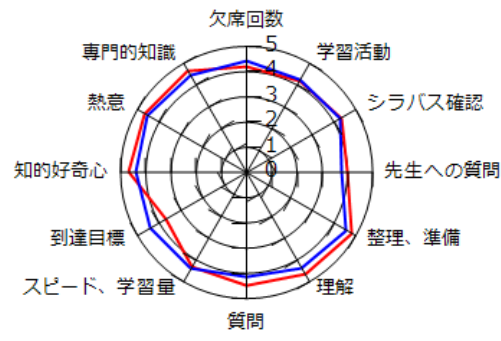 欠席回数
学習活動
シラバス確認
先生への質問
整理、準備
理解
質問
スピード、学習量
到達目標
知的好奇心
熱意
専門的知識
5
4
3
2
1
0